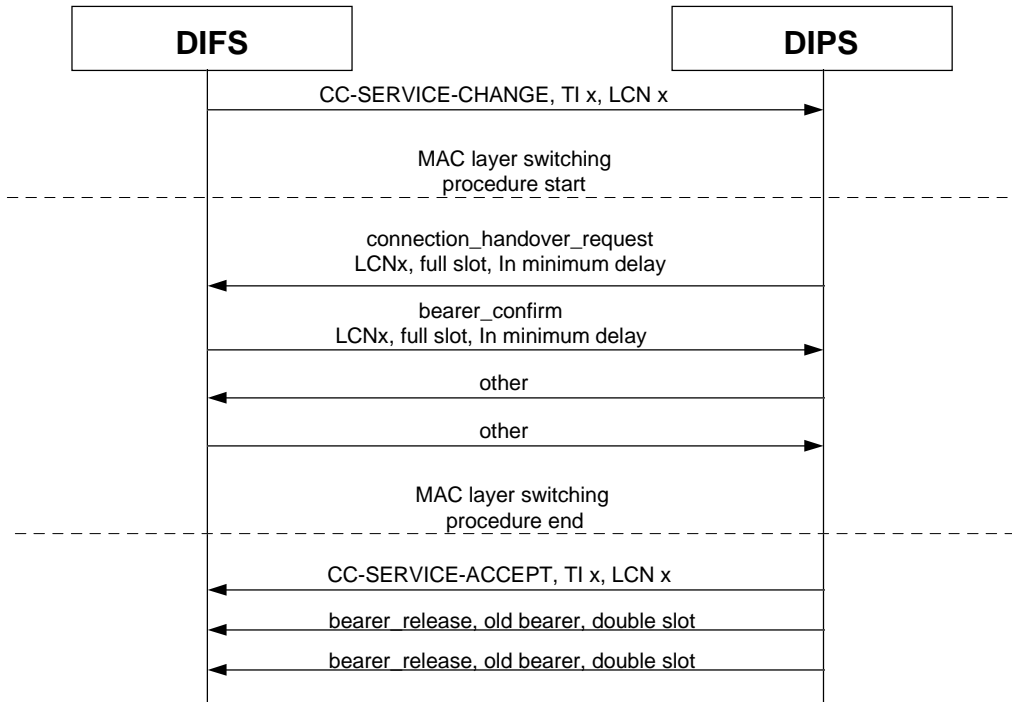 DIFS
DIPS
CC-SERVICE-CHANGE, TI x, LCN x
MAC layer switching
procedure start
connection_handover_request
LCNx, full slot, In minimum delay
bearer_confirm
LCNx, full slot, In minimum delay
other
other
MAC layer switching
procedure end
CC-SERVICE-ACCEPT, TI x, LCN x
bearer_release, old bearer, double slot
bearer_release, old bearer, double slot